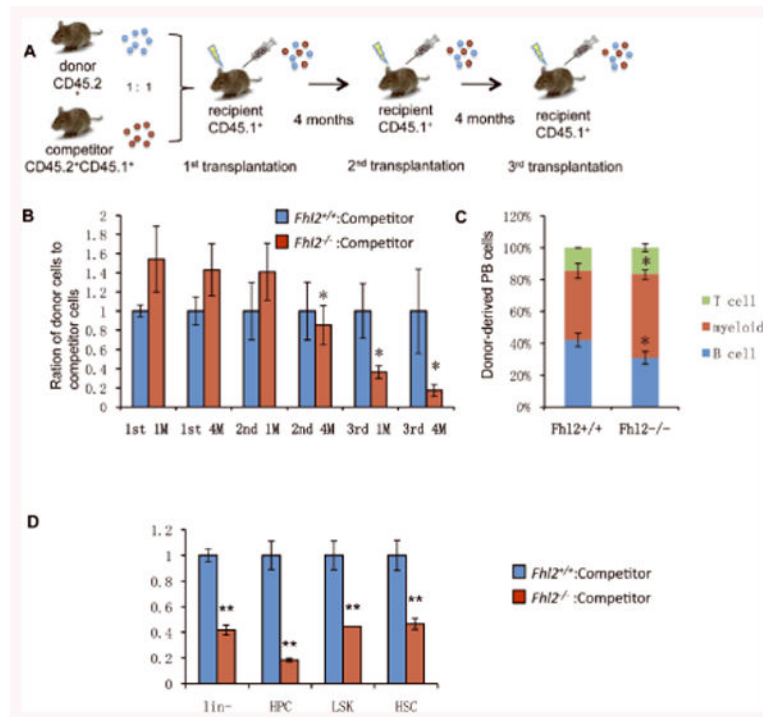 A
donor
CD45.2
+
1 : 1
competitor
CD45.2⁺CD45.1⁺
recipient
CD45.1⁺
1st transplantation
4 months
recipient
CD45.1⁺
2nd transplantation
4 months
recipient
CD45.1⁺
3rd transplantation
B
Ration of donor cells to
competitor cells
2
1.8
1.6
1.4
1.2
1
0.8
0.6
0.4
0.2
0
Fhl2+/+:Competitor
Fhl2-/- :Competitor
*
*
*
1st 1M
1st 4M
2nd 1M
2nd 4M
3rd 1M
3rd 4M
C
Donor-derived PB cells
120%
100%
80%
60%
40%
20%
0%
*
*
Fhl2+/+
Fhl2-/-
T cell
myeloid
B cell
D
1.2
1
0.8
0.6
0.4
0.2
0
**
**
**
**
lin-
HPC
LSK
HSC
Fhl2+/+:Competitor
Fhl2-/-:Competitor